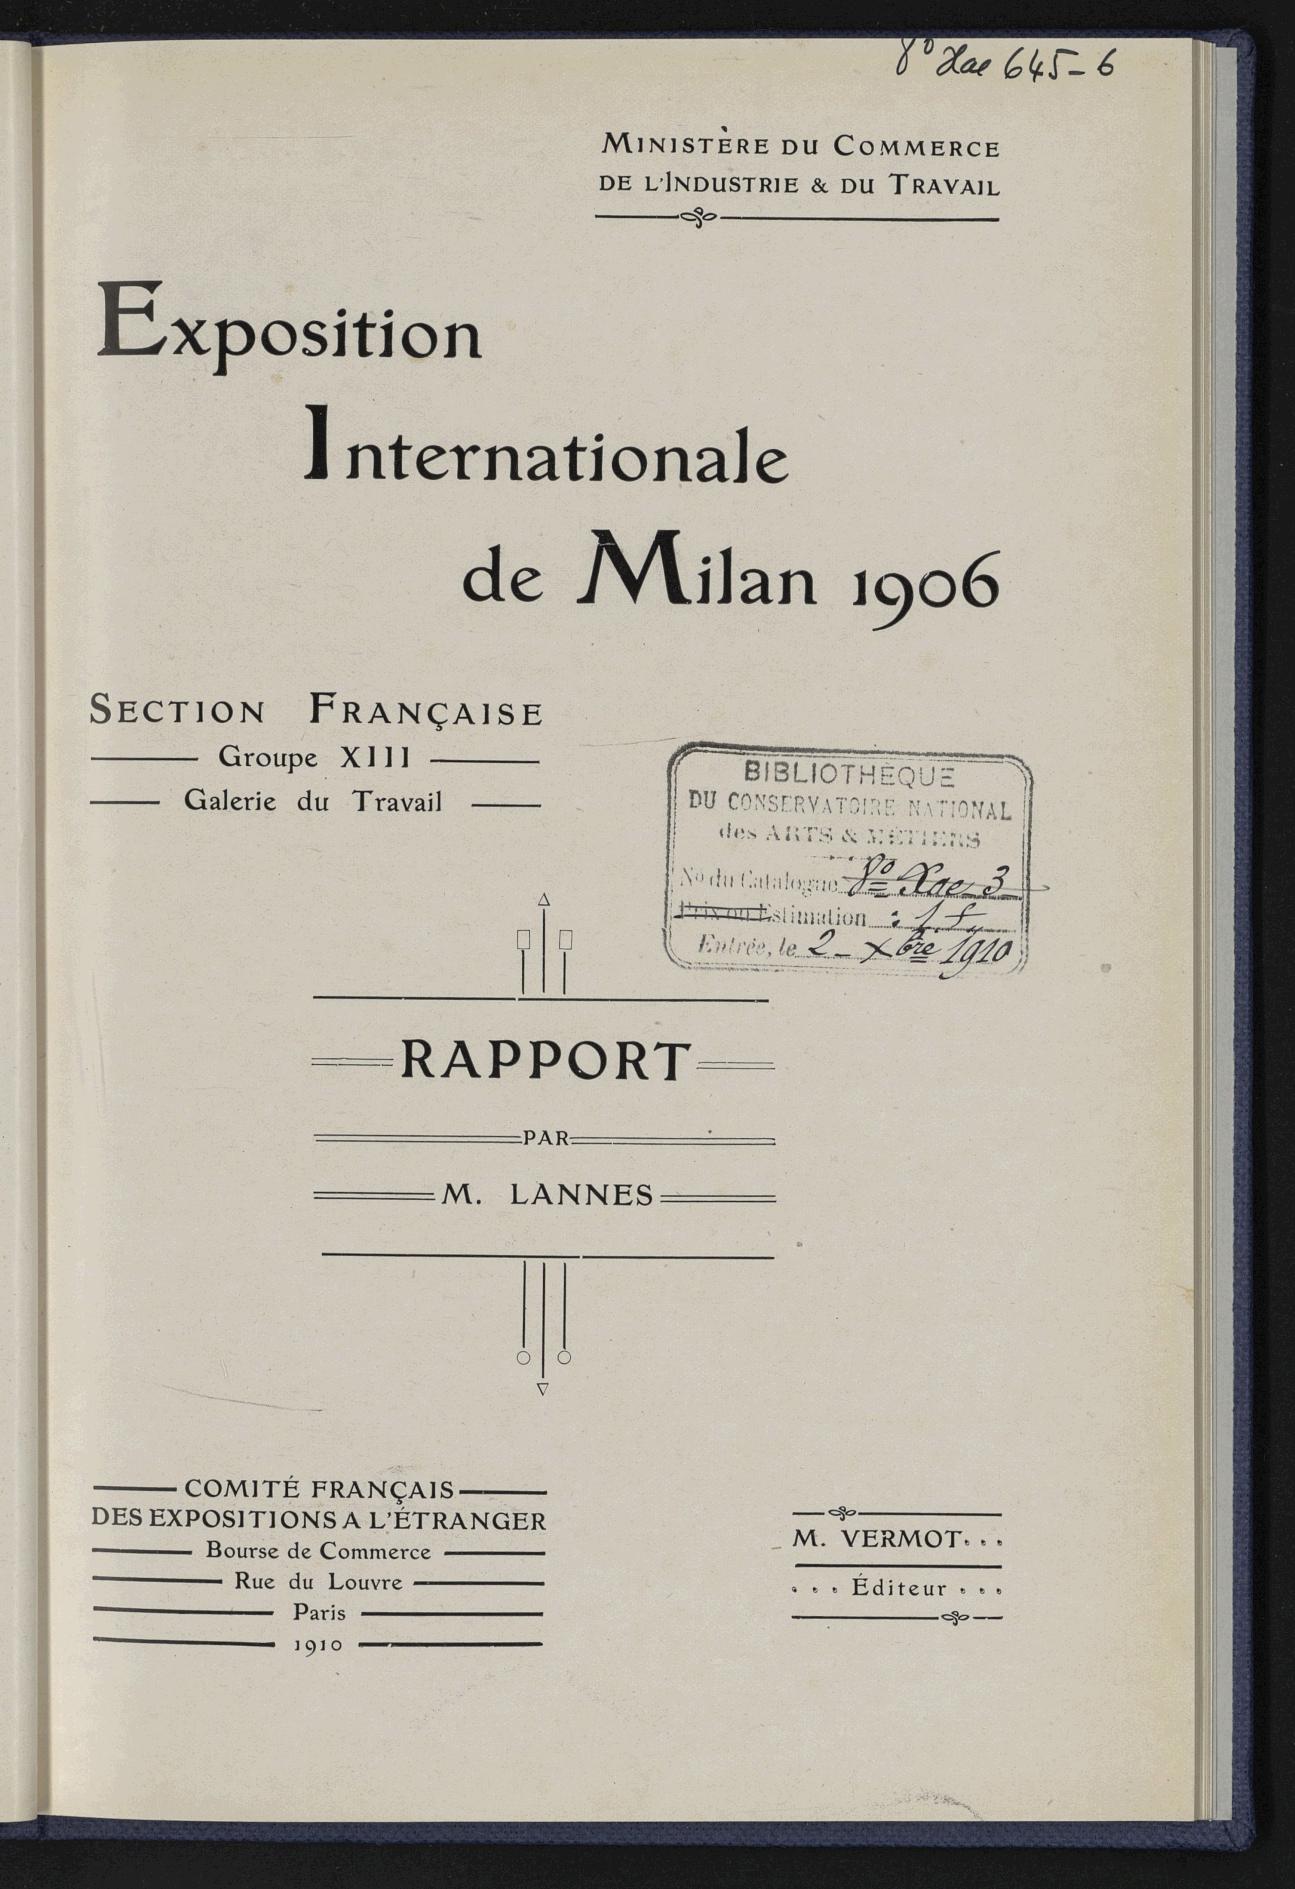 8° Xae 645-6
MINISTÈRE DU COMMERCE
DE L'INDUSTRIE & DU TRAVAIL
Exposition
Internationale
de Milan 1906
SECTION FRANÇAISE
Groupe XIII
Galerie du Travail
BIBLIOTHÈQUE
DU CONSERVATOIRE NATIONAL
des ARTS & MÉTIERS
No du Catalogue 8° Xae 3
Prix ou Estimation : 1 f.
Entrée, le 2 - Xbre 1910
RAPPORT
PAR
M. LANNES
COMITÉ FRANÇAIS
DES EXPOSITIONS A L'ÉTRANGER
Bourse de Commerce
Rue du Louvre
Paris
1910
M. VERMOT...
... Éditeur ...